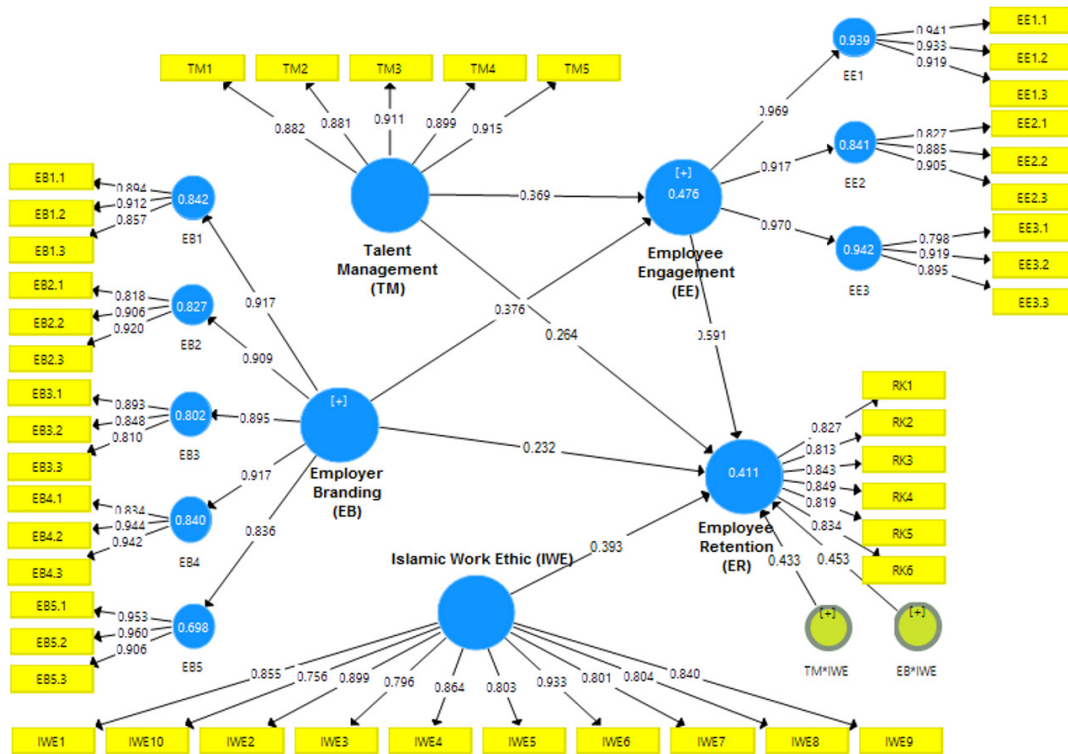 TM1
TM2
TM3
TM4
TM5
0.882
0.881
0.911
0.899
0.915
Talent
Management
(TM)
EE1.1
EE1.2
EE1.3
0.941
0.933
0.919
0.939
EE1
0.969
EE2.1
EE2.2
EE2.3
0.827
0.885
0.905
0.841
EE2
0.917
EE3.1
EE3.2
EE3.3
0.798
0.919
0.895
0.942
EE3
0.970
[+]
0.476
Employee
Engagement
(EE)
0.369
0.376
0.264
0.591
EB1.1
EB1.2
EB1.3
0.894
0.912
0.857
0.842
EB1
0.917
EB2.1
EB2.2
EB2.3
0.818
0.906
0.920
0.827
EB2
0.909
EB3.1
EB3.2
EB3.3
0.893
0.848
0.810
0.802
EB3
0.895
EB4.1
EB4.2
EB4.3
0.834
0.944
0.942
0.840
EB4
0.917
EB5.1
EB5.2
EB5.3
0.953
0.960
0.906
0.698
EB5
0.836
[+]
Employer
Branding
(EB)
0.232
RK1
RK2
RK3
RK4
RK5
RK6
0.827
0.813
0.843
0.849
0.819
0.834
0.411
Employee
Retention
(ER)
0.433
0.453
[+]
TM*IWE
[+]
EB*IWE
Islamic Work Ethic (IWE)
0.393
0.855
0.756
0.899
0.796
0.864
0.803
0.933
0.801
0.804
0.840
IWE1
IWE10
IWE2
IWE3
IWE4
IWE5
IWE6
IWE7
IWE8
IWE9